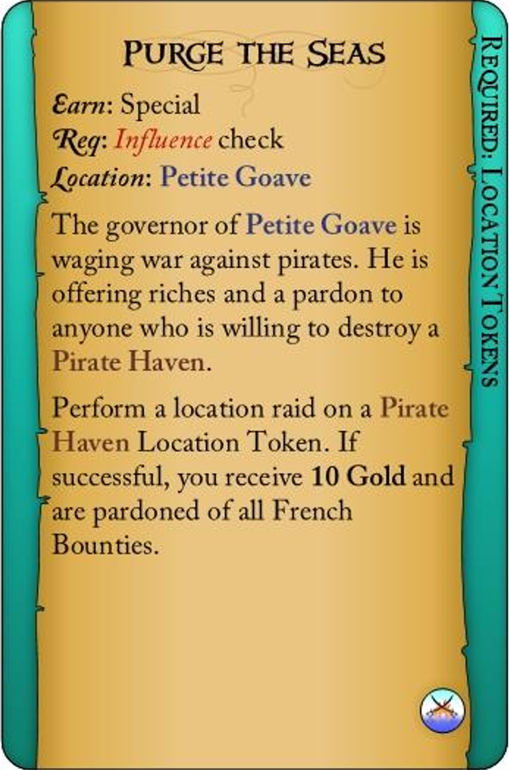 Purge the Seas
Earn: Special
Req: Influence check
Location: Petite Goave
The governor of Petite Goave is
waging war against pirates. He is
offering riches and a pardon to
anyone who is willing to destroy a
Pirate Haven.
Perform a location raid on a Pirate
Haven Location Token. If
successful, you receive 10 Gold and
are pardoned of all French
Bounties.
Required: Location Tokens